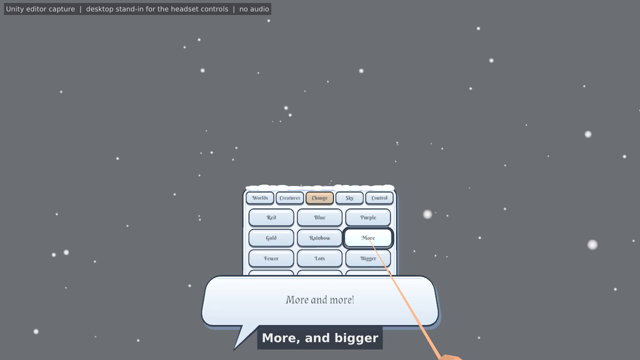 Unity editor capture | desktop stand-in for the headset controls | no audio
Worlds Creatures Change Sky Control
Red Blue Purple
Gold Rainbow More
Fewer Lots Bigger
More and more!
More, and bigger